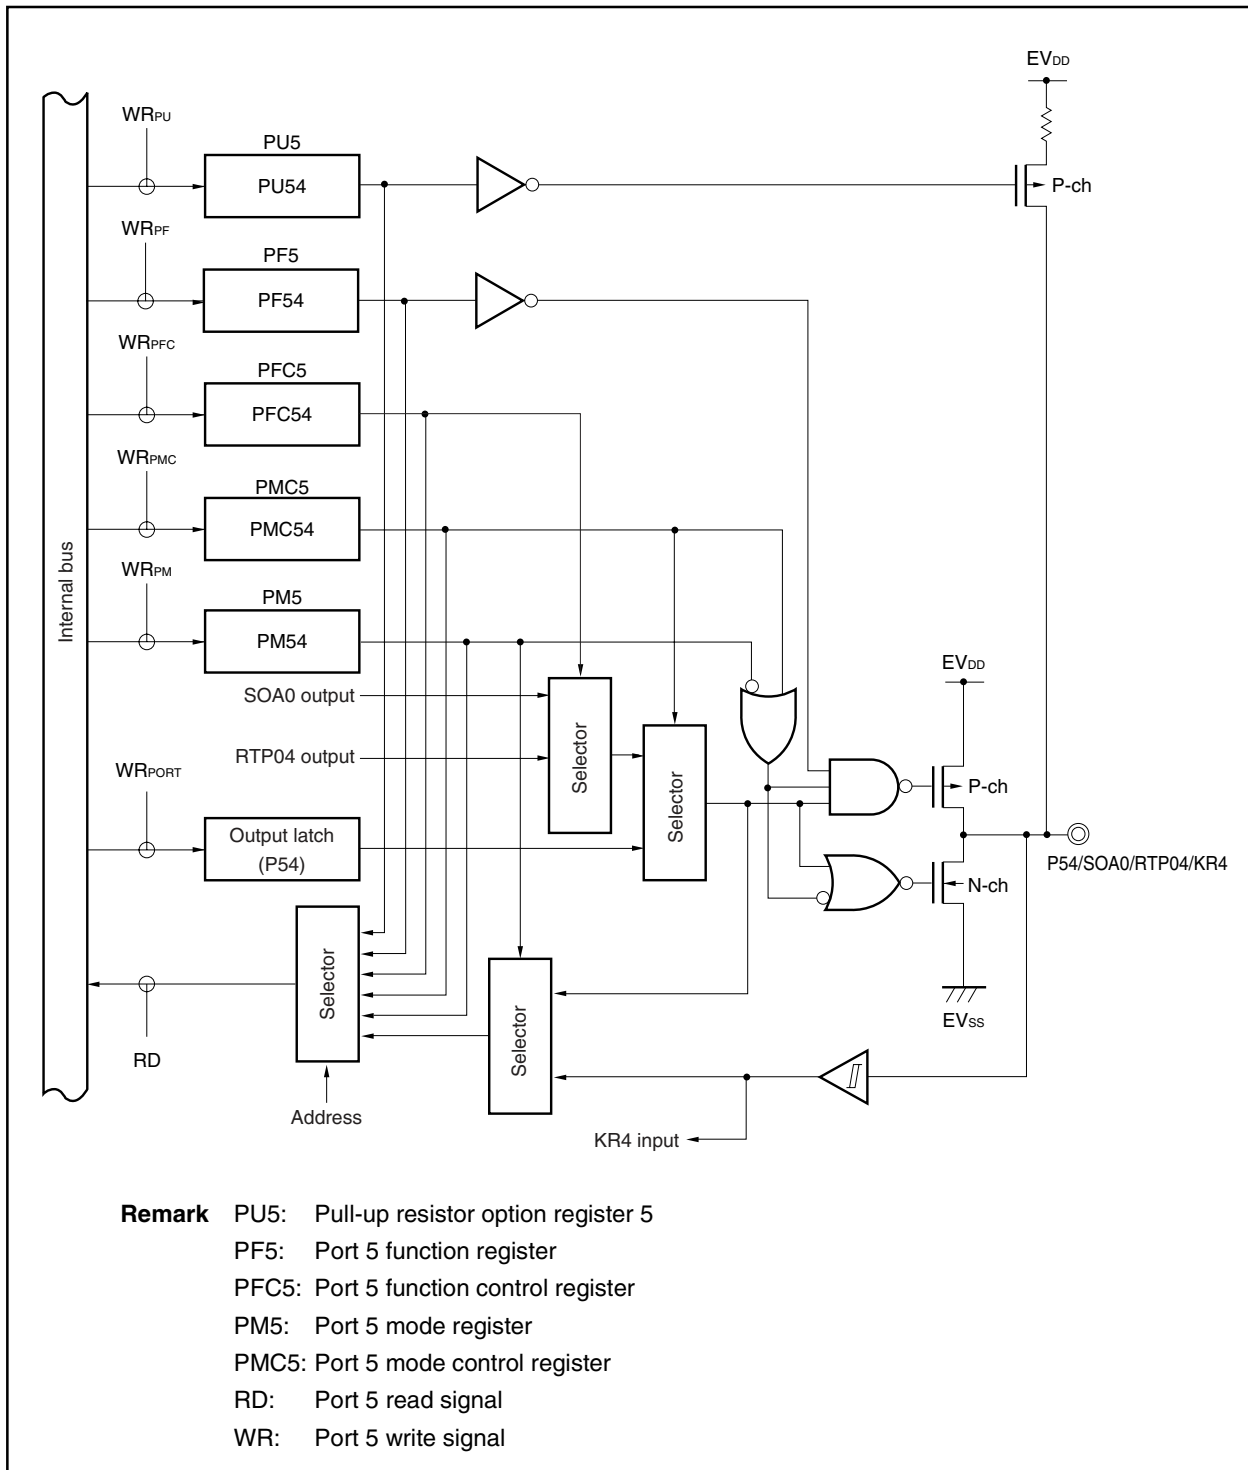 EVDD
WRPU
PU5
PU54
P-ch
WRPF
PF5
PF54
WRPFC
PFC5
PFC54
WRPMC
PMC5
PMC54
Internal bus
WRPM
PM5
PM54
EVDD
SOA0 output
Selector
RTP04 output
Selector
WRPORT
P-ch
Output latch
(P54)
P54/SOA0/RTP04/KR4
N-ch
Selector
Selector
EVSS
RD
Address
KR4 input
Remark PU5: Pull-up resistor option register 5
PF5: Port 5 function register
PFC5: Port 5 function control register
PM5: Port 5 mode register
PMC5: Port 5 mode control register
RD: Port 5 read signal
WR: Port 5 write signal